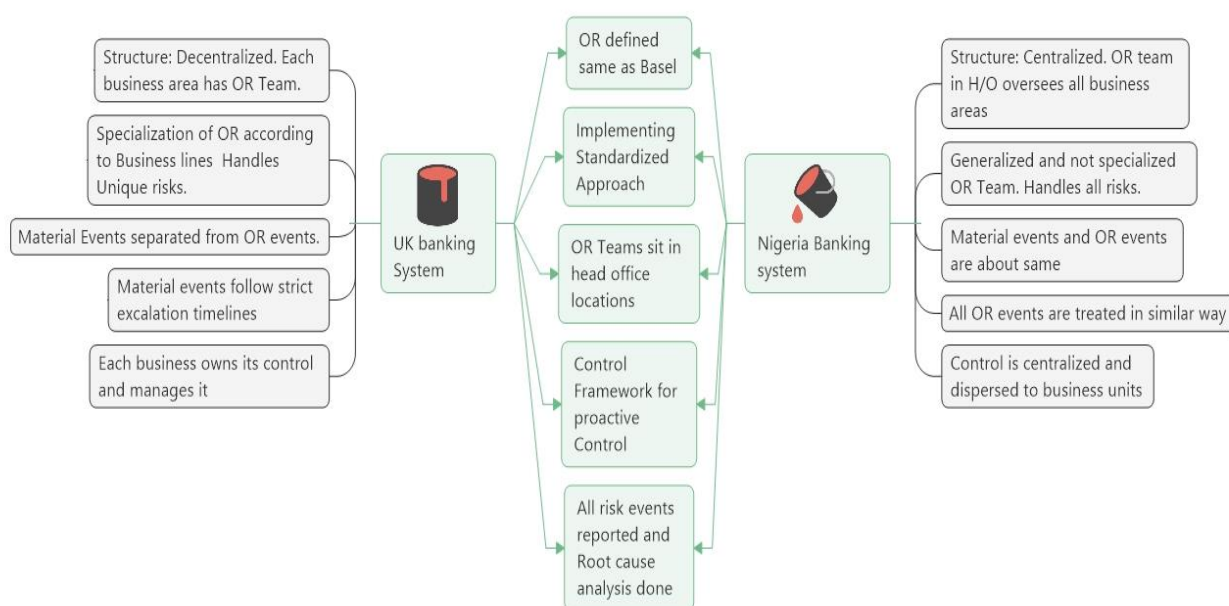 Structure: Decentralized. Each
business area has OR Team.
Specialization of OR according
to Business lines Handles
Unique risks.
Material Events separated from OR events.
Material events follow strict
excalation timelines
Each business owns its control
and manages it
UK banking
System
OR defined
same as Basel
Implementing
Standardized
Approach
OR Teams sit in
head office
locations
Control
Framework for
proactive
Control
All risk events
reported and
Root cause
analysis done
Nigeria Banking
system
Structure: Centralized. OR team
in H/O oversees all business
areas
Generalized and not specialized
OR Team. Handles all risks.
Material events and OR events
are about same
All OR events are treated in similar way
Control is centralized and
dispersed to business units